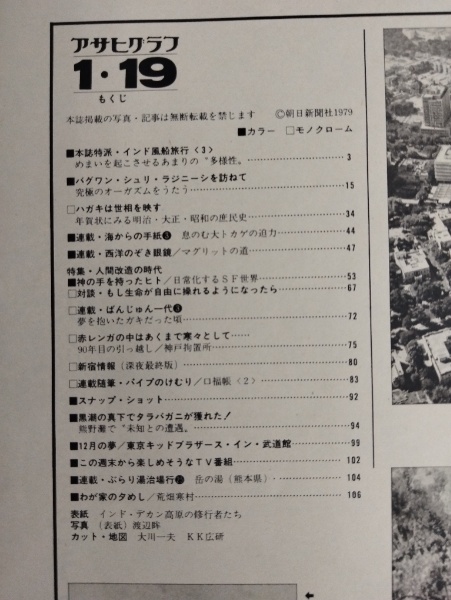 アサヒグラフ
1・19
もくじ
本誌掲載の写真・記事は無断転載を禁じます ©朝日新聞社1979
■カラー □モノクローム
■本誌特派・インド風船旅行〈3〉
めまいを起こさせるあまりの〝多様性〟 3
■バグワン・シュリ・ラジニーシを訪ねて
究極のオーガズムをうたう 15
□ハガキは世相を映す
年賀状にみる明治・大正・昭和の庶民史 34
■連載・海からの手紙❸ 息のむ大トカゲの迫力 44
■連載・西洋のぞき眼鏡/マグリットの道 47
特集・人間改造の時代
■神の手を持ったヒト/日常化するSF世界 53
□対談・もし生命が自由に操れるようになったら 67
□連載・ばんじゅん一代❸
夢を抱いたガキだった頃 72
□赤レンガの中はあくまで寒々として……
90年目の引っ越し/神戸拘置所 75
□新宿情報（深夜最終版） 80
□連載随筆・パイプのけむり/口福帳〈2〉 83
■スナップ・ショット 92
■黒潮の真下でタラバガニが獲れた！
熊野灘で〝未知との遭遇〟 94
■12月の夢/東京キッドブラザース・イン・武道館 99
■この週末から楽しめそうなTV番組 102
■連載・ぶらり湯治場行㉑ 岳の湯（熊本県） 104
■わが家の夕めし/荒畑寒村 106
表紙 インド・デカン高原の修行者たち
写真 （表紙）渡辺眸
カット・地図 大川一夫 KK広研